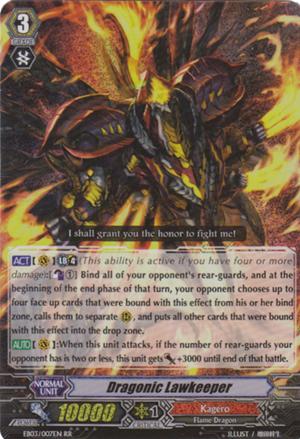 3
I shall grant you the honor to fight me!
ACT [ ] LB 4 (This ability is active if you have four or more
damage):[ (1)] Bind all of your opponent's rear-guards, and at the
beginning of the end phase of that turn, your opponent chooses up to
four face up cards that were bound with this effect from his or her bind
zone, calls them to separate , and puts all other cards that were bound
with this effect into the drop zone.
AUTO [ ]:When this unit attacks, if the number of rear-guards
your opponent has is two or less, this unit gets +3000 until end of that battle.
NORMAL
UNIT
Dragonic Lawkeeper
POWER
10000
1
CRITICAL
Kagero
Flame Dragon
EB03/002EN RR
ILLUST /